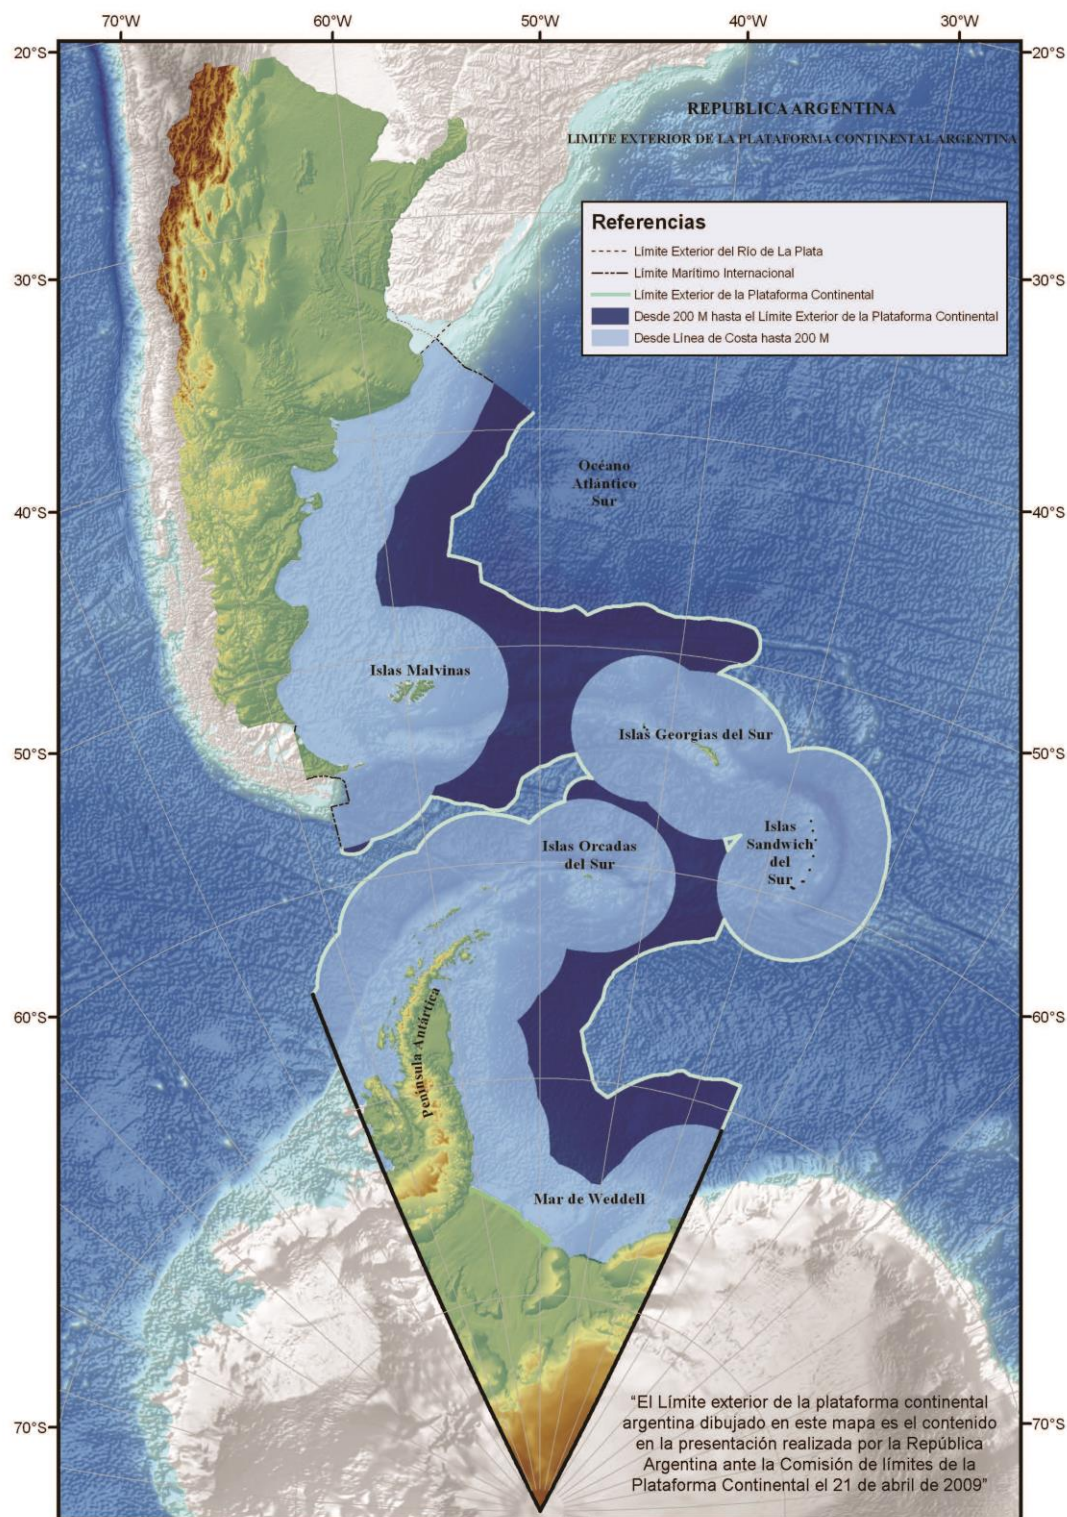 70°W 60°W 50°W 40°W 30°W
20°S 20°S
REPUBLICA ARGENTINA
LIMITE EXTERIOR DE LA PLATAFORMA CONTINENTAL ARGENTINA
Referencias
Límite Exterior del Río de La Plata
Límite Marítimo Internacional
Límite Exterior de la Plataforma Continental
Desde 200 M hasta el Límite Exterior de la Plataforma Continental
Desde Línea de Costa hasta 200 M
30°S 30°S
Océano
Atlántico
Sur
40°S 40°S
Islas Malvinas
Islas Georgias del Sur
50°S 50°S
Islas Orcadas
del Sur
Islas
Sandwich
del
Sur
60°S 60°S
Península Antártica
Mar de Weddell
70°S 70°S
"El Límite exterior de la plataforma continental
argentina dibujado en este mapa es el contenido
en la presentación realizada por la República
Argentina ante la Comisión de límites de la
Plataforma Continental el 21 de abril de 2009"